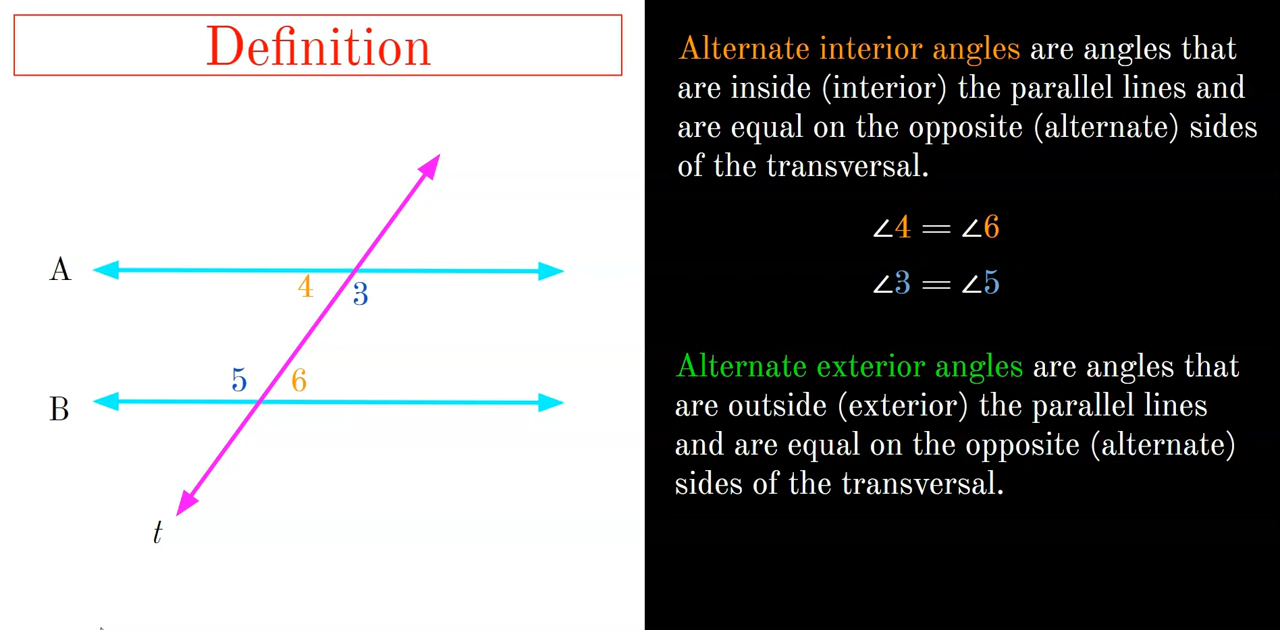 Definition
A
4
3
5
6
B
t
Alternate interior angles are angles that
are inside (interior) the parallel lines and
are equal on the opposite (alternate) sides
of the transversal.
∠4 = ∠6
∠3 = ∠5
Alternate exterior angles are angles that
are outside (exterior) the parallel lines
and are equal on the opposite (alternate)
sides of the transversal.